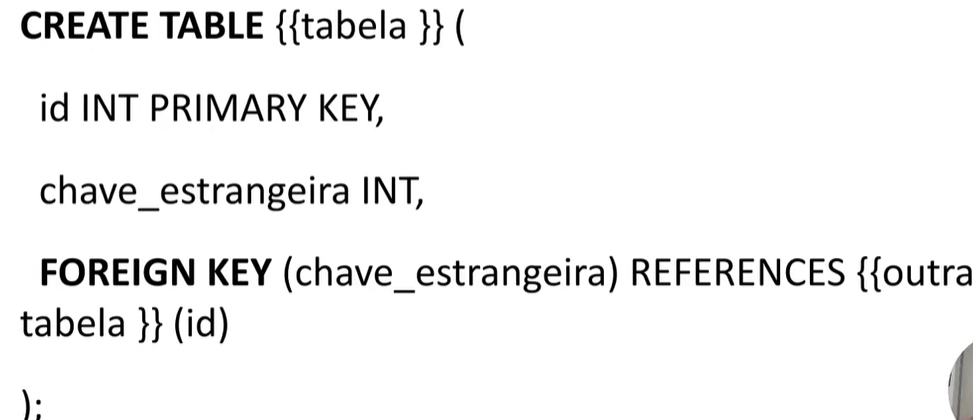 CREATE TABLE {{tabela }} (
id INT PRIMARY KEY,
chave_estrangeira INT,
FOREIGN KEY (chave_estrangeira) REFERENCES {{outra
tabela }} (id)
);